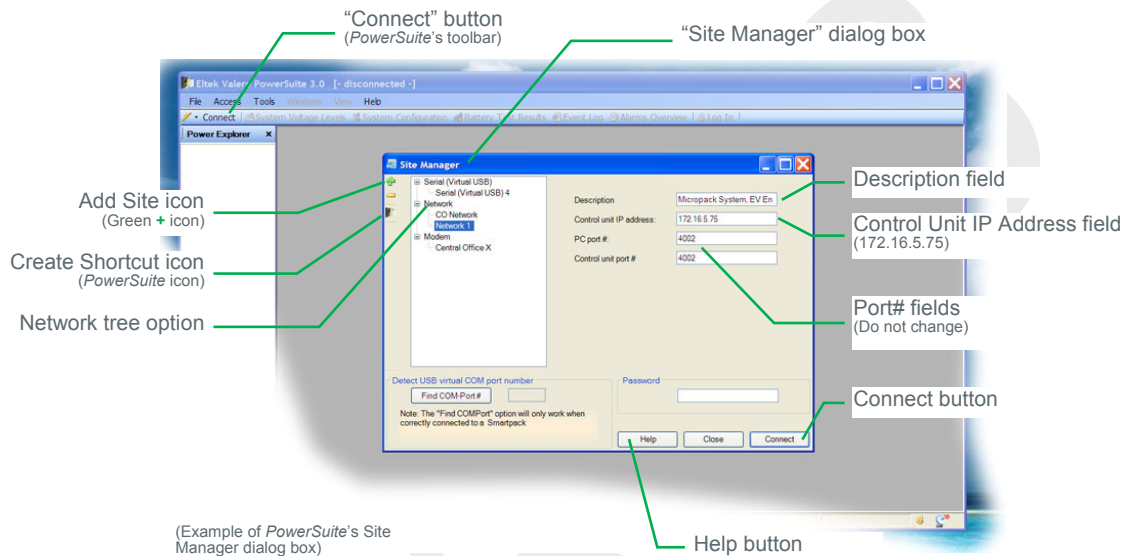 "Connect" button
(PowerSuite's toolbar)
"Site Manager" dialog box
Eltek Valere PowerSuite 3.0 [- disconnected -]
File Access Tools Windows View Help
Connect System Voltage Levels System Configuration Battery Test Results Event Log Alarms Overview Log In
Power Explorer x
Site Manager
Serial (Virtual USB)
Serial (Virtual USB) 4
Network
CO Network
Network 1
Modem
Central Office X
Description
Micropack System, EV En
Control unit IP address:
172.16.5.75
PC port #:
4002
Control unit port #
4002
Detect USB virtual COM port number
Find COM-Port #
Note: The "Find COMPort" option will only work when
correctly connected to a Smartpack
Password
Help
Close
Connect
Add Site icon
(Green + icon)
Create Shortcut icon
(PowerSuite icon)
Network tree option
Description field
Control Unit IP Address field
(172.16.5.75)
Port# fields
(Do not change)
Connect button
Help button
(Example of PowerSuite's Site
Manager dialog box)